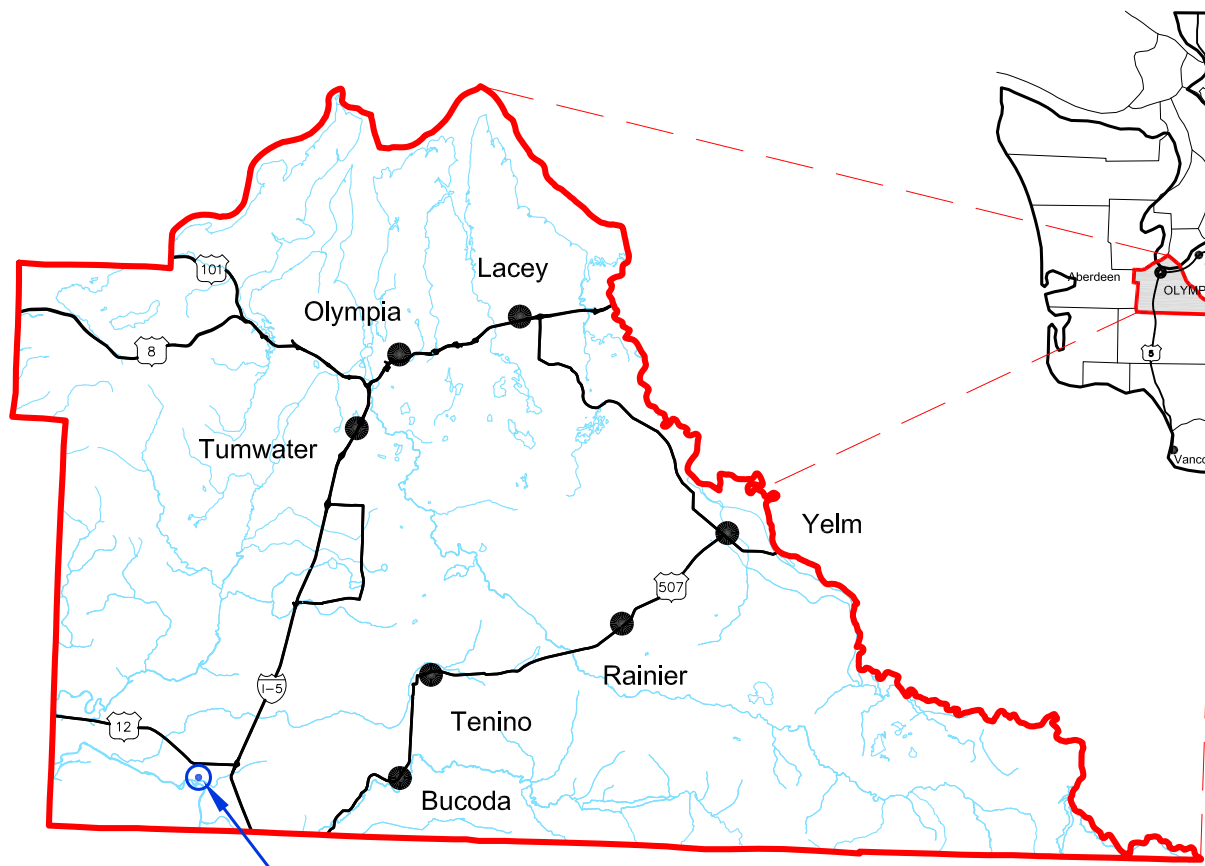 Lacey
101
Aberdeen
Olympia
OLYMP
8
5
Tumwater
Vanco
Yelm
507
Rainier
I-5
Tenino
12
Bucoda